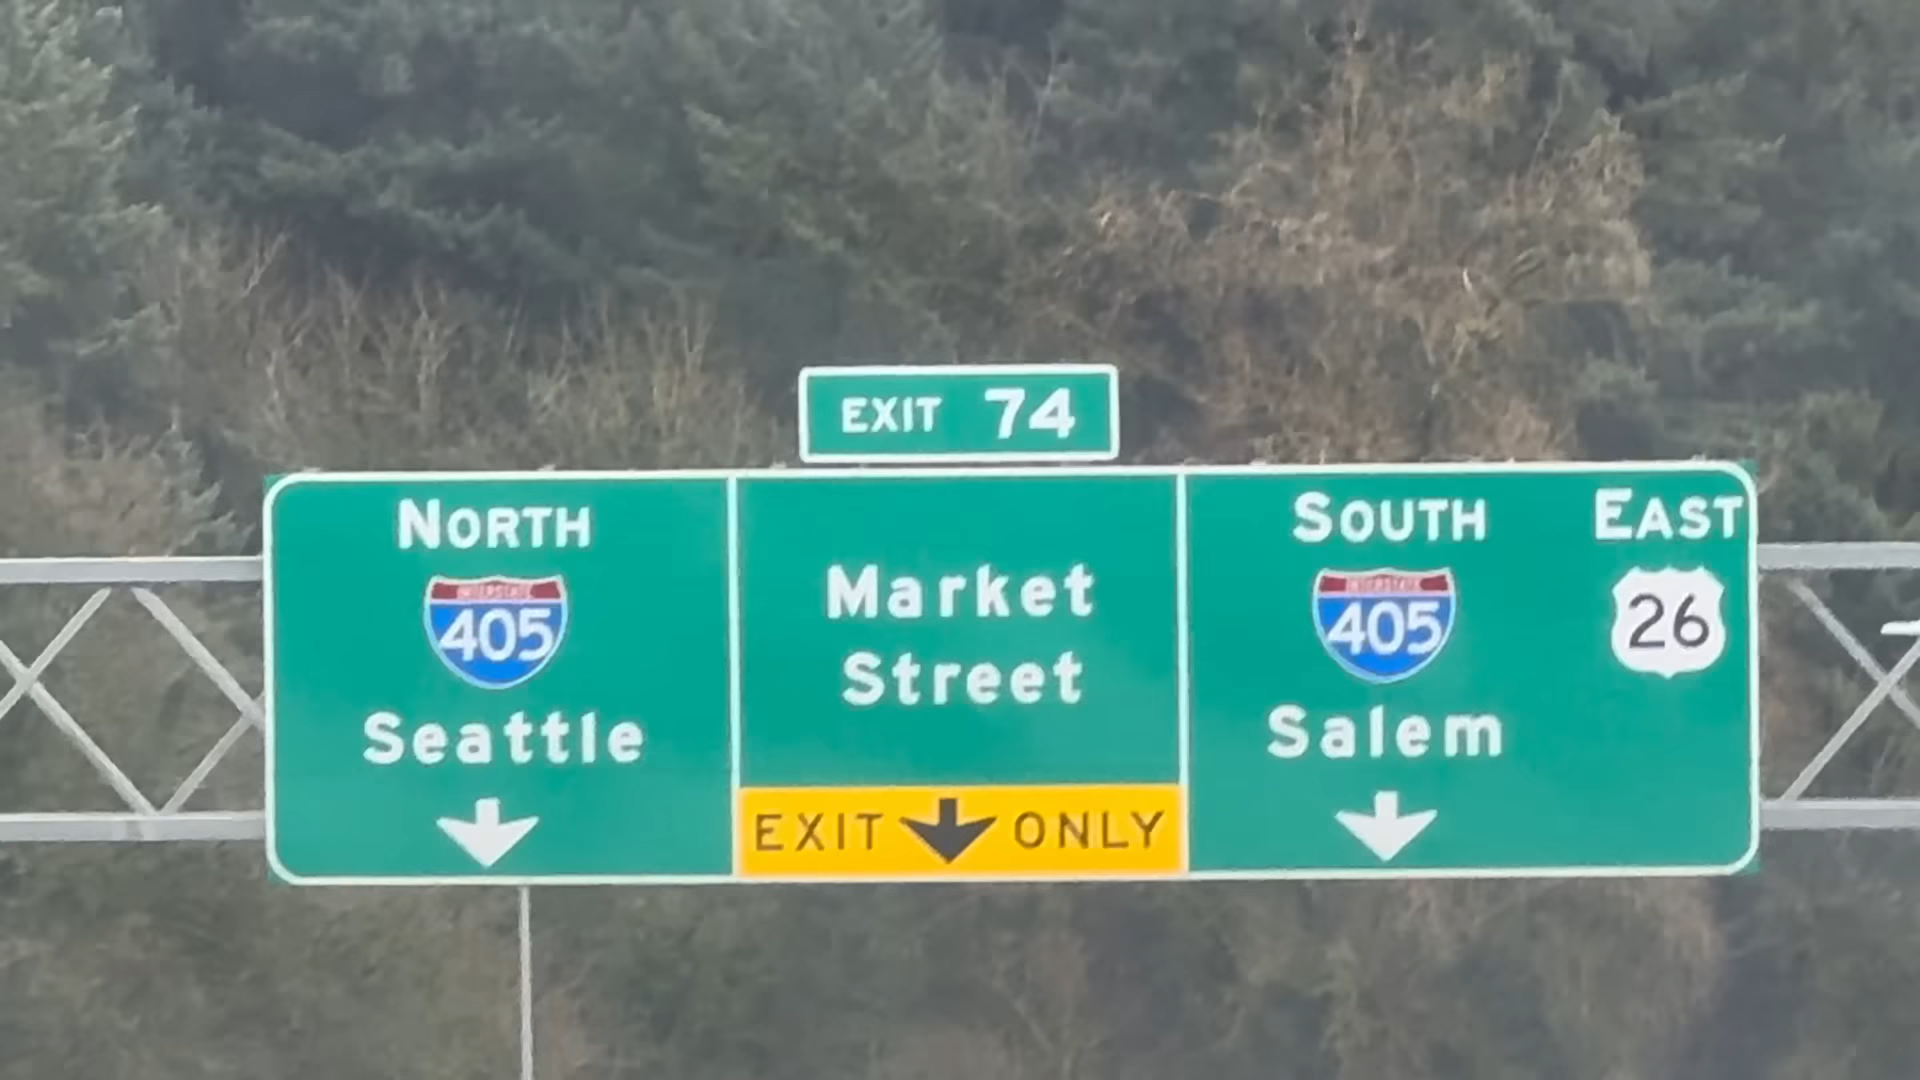 EXIT 74
NORTH
INTERSTATE
405
Seattle
Market
Street
EXIT ONLY
SOUTH EAST
INTERSTATE
405 26
Salem